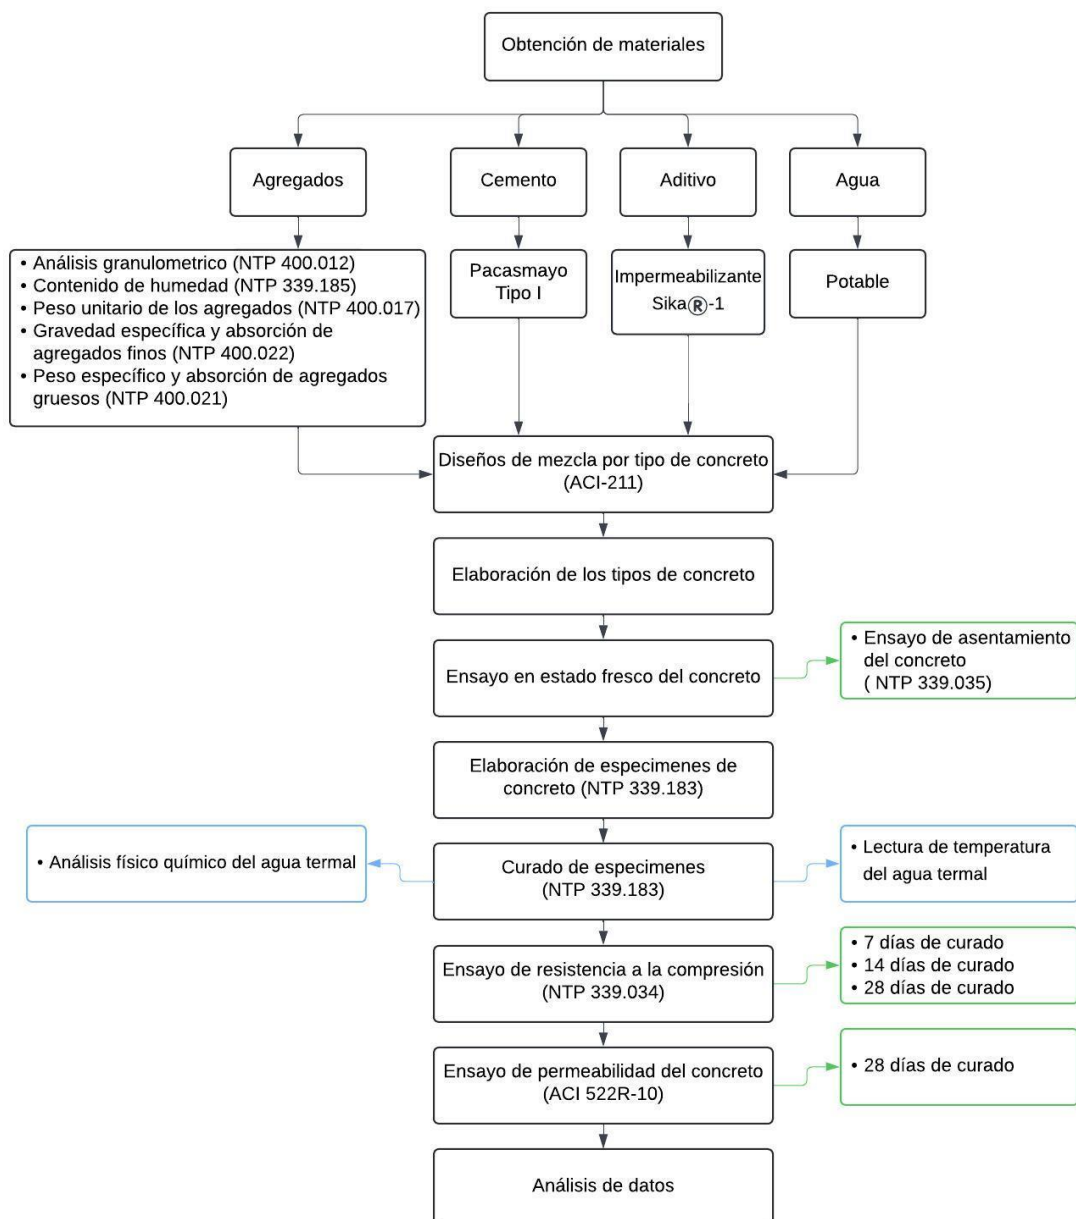 Obtención de materiales
Agregados
Cemento
Aditivo
Agua
• Análisis granulometrico (NTP 400.012)
• Contenido de humedad (NTP 339.185)
• Peso unitario de los agregados (NTP 400.017)
• Gravedad específica y absorción de
agregados finos (NTP 400.022)
• Peso específico y absorción de agregados
gruesos (NTP 400.021)
Pacasmayo
Tipo I
Impermeabilizante
Sika®-1
Potable
Diseños de mezcla por tipo de concreto
(ACI-211)
Elaboración de los tipos de concreto
Ensayo en estado fresco del concreto
• Ensayo de asentamiento
del concreto
( NTP 339.035)
Elaboración de especimenes de
concreto (NTP 339.183)
• Análisis físico químico del agua termal
Curado de especimenes
(NTP 339.183)
• Lectura de temperatura
del agua termal
Ensayo de resistencia a la compresión
(NTP 339.034)
• 7 días de curado
• 14 días de curado
• 28 días de curado
Ensayo de permeabilidad del concreto
(ACI 522R-10)
• 28 días de curado
Análisis de datos